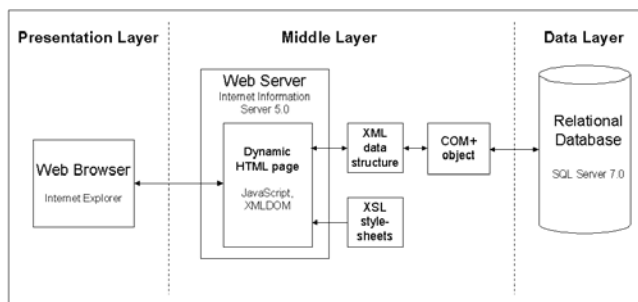 Presentation Layer
Middle Layer
Data Layer
Web Server
Internet Information
Server 5.0
Web Browser
Internet Explorer
Dynamic
HTML page
JavaScript,
XMLDOM
XML
data
structure
XSL
style-
sheets
COM+
object
Relational
Database
SQL Server 7.0